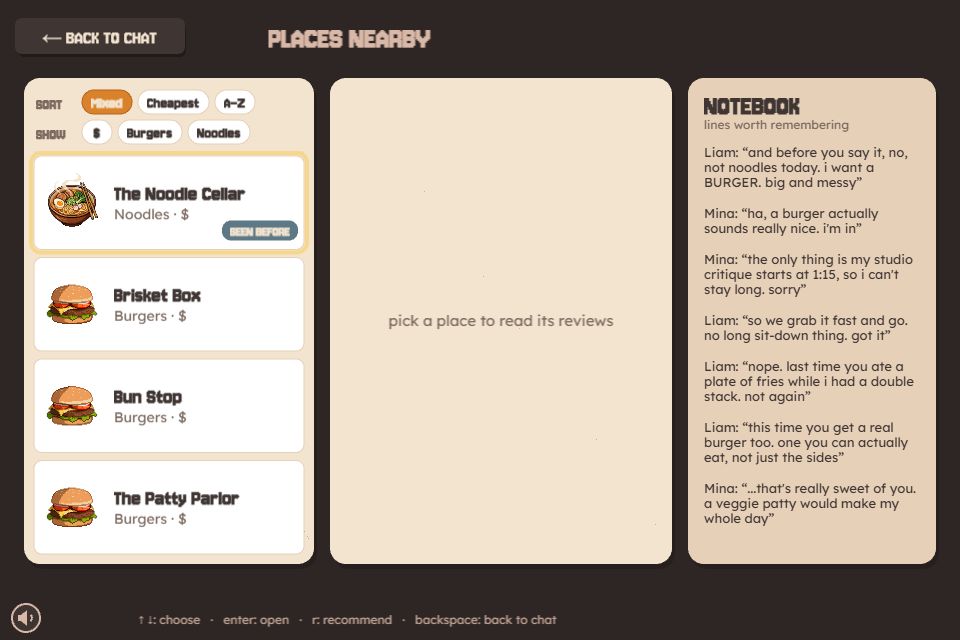 ← BACK TO CHAT
PLACES NEARBY
SORT Mixed Cheapest A-Z
SHOW $ Burgers Noodles
The Noodle Cellar
Noodles · $
BEEN BEFORE
Brisket Box
Burgers · $
Bun Stop
Burgers · $
The Patty Parlor
Burgers · $
pick a place to read its reviews
NOTEBOOK
lines worth remembering
Liam: “and before you say it, no,
not noodles today. i want a
BURGER. big and messy”
Mina: “ha, a burger actually
sounds really nice. i'm in”
Mina: “the only thing is my studio
critique starts at 1:15, so i can't
stay long. sorry”
Liam: “so we grab it fast and go.
no long sit-down thing. got it”
Liam: “nope. last time you ate a
plate of fries while i had a double
stack. not again”
Liam: “this time you get a real
burger too. one you can actually
eat, not just the sides”
Mina: “...that's really sweet of you.
a veggie patty would make my
whole day”
↑ ↓: choose · enter: open · r: recommend · backspace: back to chat